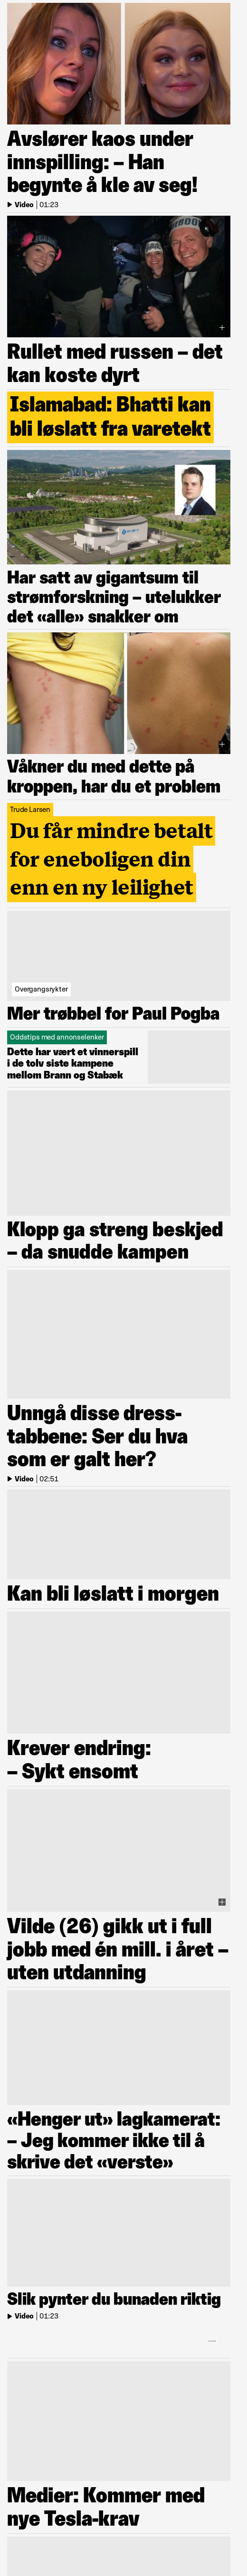 Avslører kaos under
innspilling: – Han
begynte å kle av seg!
Video | 01:23
Rullet med russen – det
kan koste dyrt
Islamabad: Bhatti kan
bli løslatt fra varetekt
Har satt av gigantsum til
strømforskning – utelukker
det «alle» snakker om
Våkner du med dette på
kroppen, har du et problem
Trude Larsen
Du får mindre betalt
for eneboligen din
enn en ny leilighet
Overgangsrykter
Mer trøbbel for Paul Pogba
Oddstips med annonselenker
Dette har vært et vinnerspill
i de tolv siste kampene
mellom Brann og Stabæk
Klopp ga streng beskjed
– da snudde kampen
Unngå disse dress-
tabbene: Ser du hva
som er galt her?
Video | 02:51
Kan bli løslatt i morgen
Krever endring:
– Sykt ensomt
Vilde (26) gikk ut i full
jobb med én mill. i året –
uten utdanning
«Henger ut» lagkamerat:
– Jeg kommer ikke til å
skrive det «verste»
Slik pynter du bunaden riktig
Video | 01:23
Medier: Kommer med
nye Tesla-krav